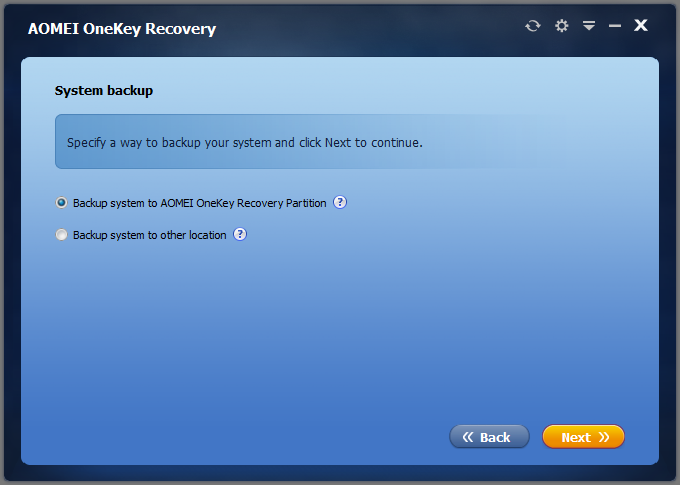 AOMEI OneKey Recovery
System backup
Specify a way to backup your system and click Next to continue.
Backup system to AOMEI OneKey Recovery Partition ?
Backup system to other location ?
Back
Next